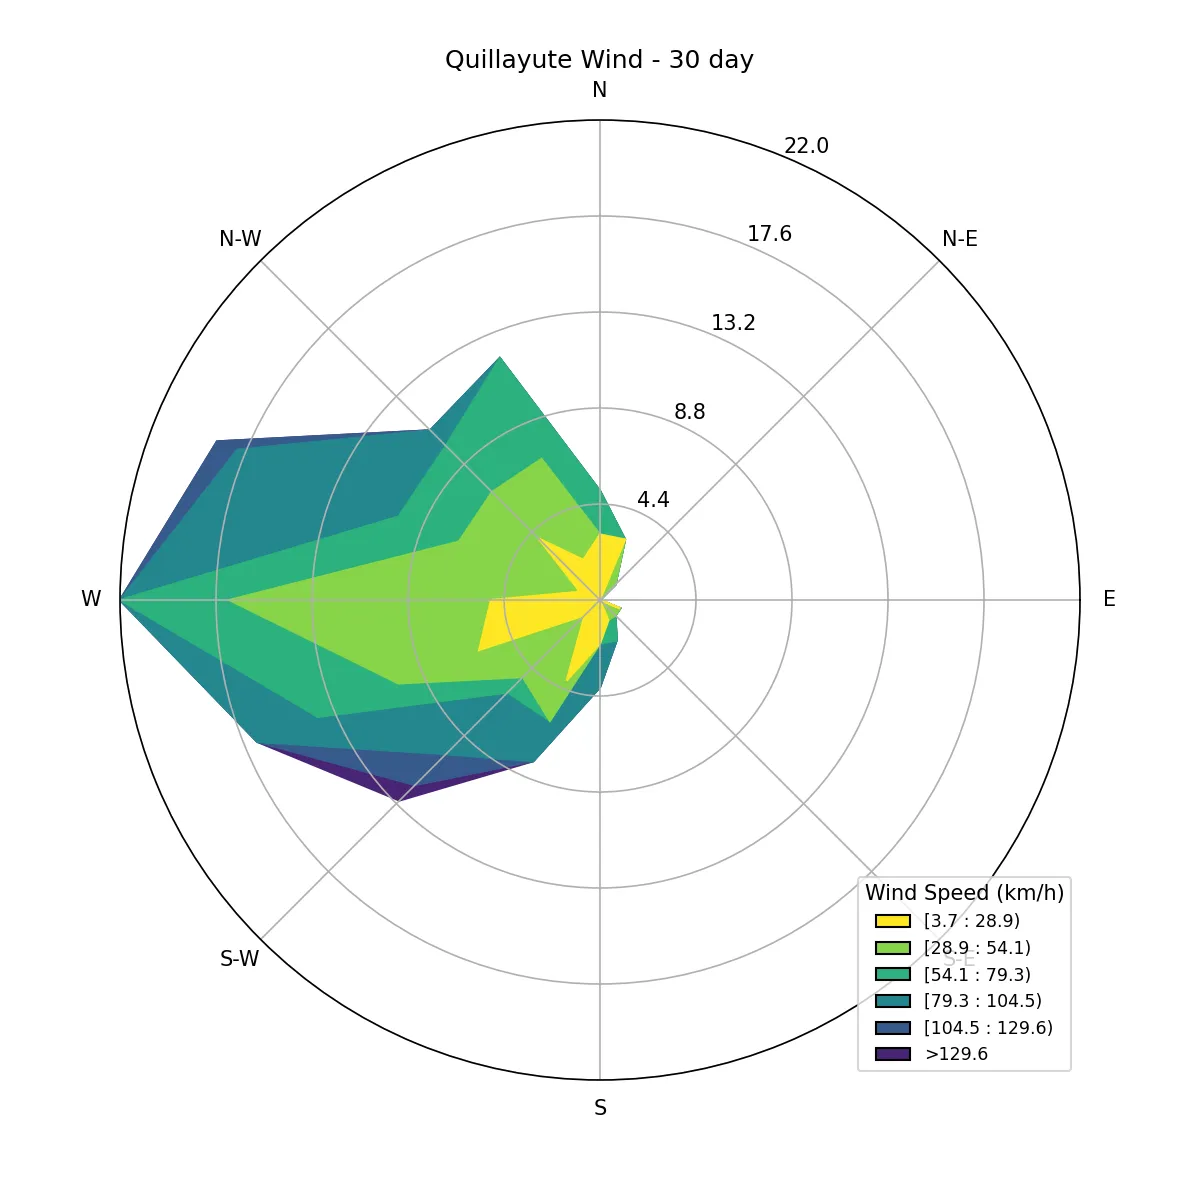 Quillayute Wind - 30 day
N
22.0
N-W
17.6
N-E
13.2
8.8
4.4
W
E
S-W
S-E
S
Wind Speed (km/h)
[3.7 : 28.9)
[28.9 : 54.1)
[54.1 : 79.3)
[79.3 : 104.5)
[104.5 : 129.6)
>129.6